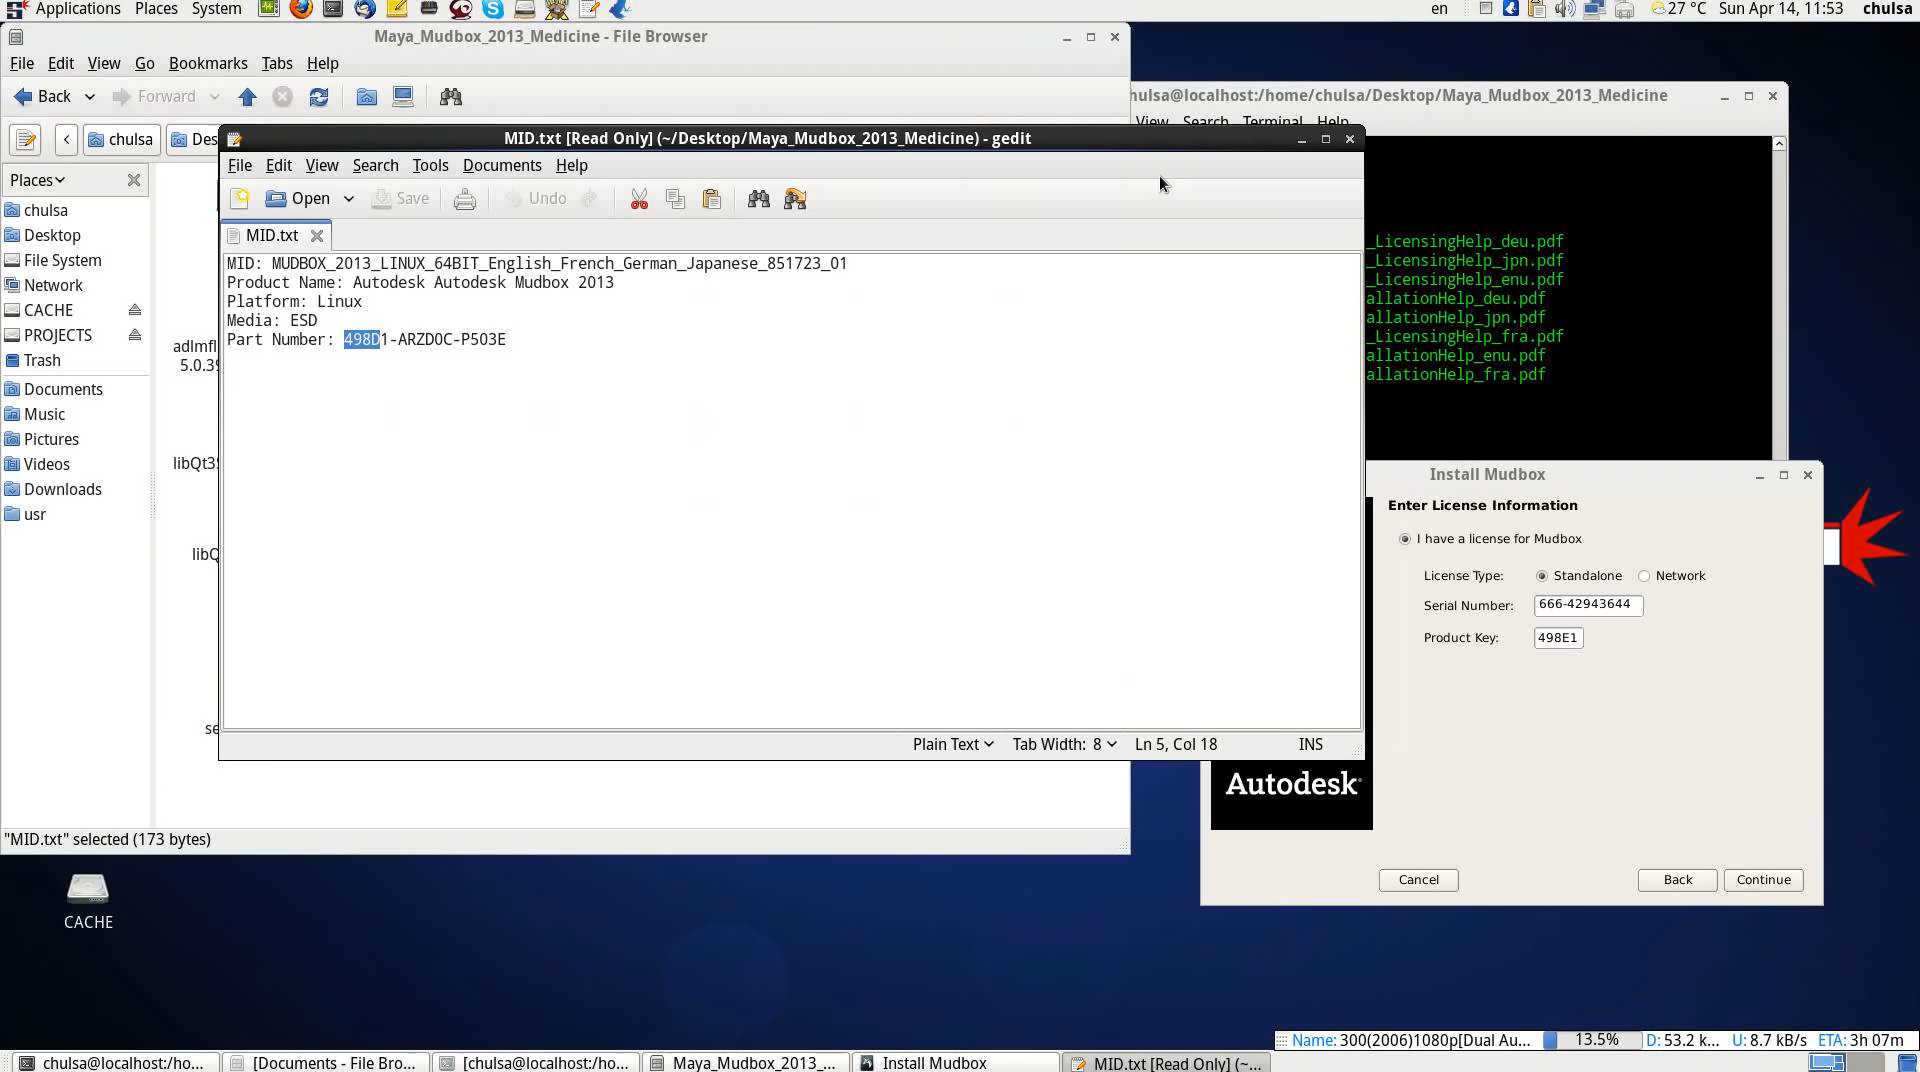 Applications Places System
en
27 °C Sun Apr 14, 11:53 chulsa
Maya_Mudbox_2013_Medicine - File Browser
File Edit View Go Bookmarks Tabs Help
Back Forward
chulsa
Places
chulsa
Desktop
File System
Network
CACHE
PROJECTS
Trash
Documents
Music
Pictures
Videos
Downloads
usr
"MID.txt" selected (173 bytes)
hulsa@localhost:/home/chulsa/Desktop/Maya_Mudbox_2013_Medicine
View Search Terminal Help
_LicensingHelp_deu.pdf
_LicensingHelp_jpn.pdf
_LicensingHelp_enu.pdf
allationHelp_deu.pdf
allationHelp_jpn.pdf
_LicensingHelp_fra.pdf
allationHelp_enu.pdf
allationHelp_fra.pdf
MID.txt [Read Only] (~/Desktop/Maya_Mudbox_2013_Medicine) - gedit
File Edit View Search Tools Documents Help
Open Save Undo
MID.txt
MID: MUDBOX_2013_LINUX_64BIT_English_French_German_Japanese_851723_01
Product Name: Autodesk Autodesk Mudbox 2013
Platform: Linux
Media: ESD
Part Number: 498D1-ARZD0C-P503E
Plain Text Tab Width: 8 Ln 5, Col 18 INS
Install Mudbox
Enter License Information
I have a license for Mudbox
License Type: Standalone Network
Serial Number: 666-42943644
Product Key: 498E1
Autodesk
Cancel Back Continue
CACHE
Name: 300(2006)1080p[Dual Au... 13.5% D: 53.2 k... U: 8.7 kB/s ETA: 3h 07m
chulsa@localhost:/ho... [Documents - File Bro... [chulsa@localhost:/ho... Maya_Mudbox_2013_... Install Mudbox MID.txt [Read Only] (~...